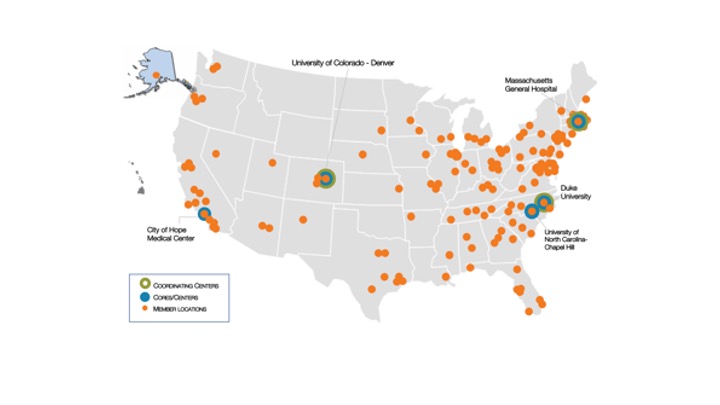 University of Colorado - Denver
Massachusetts
General Hospital
Duke
University
City of Hope
Medical Center
University of
North Carolina-
Chapel Hill
Coordinating Centers
Cores/Centers
Member locations